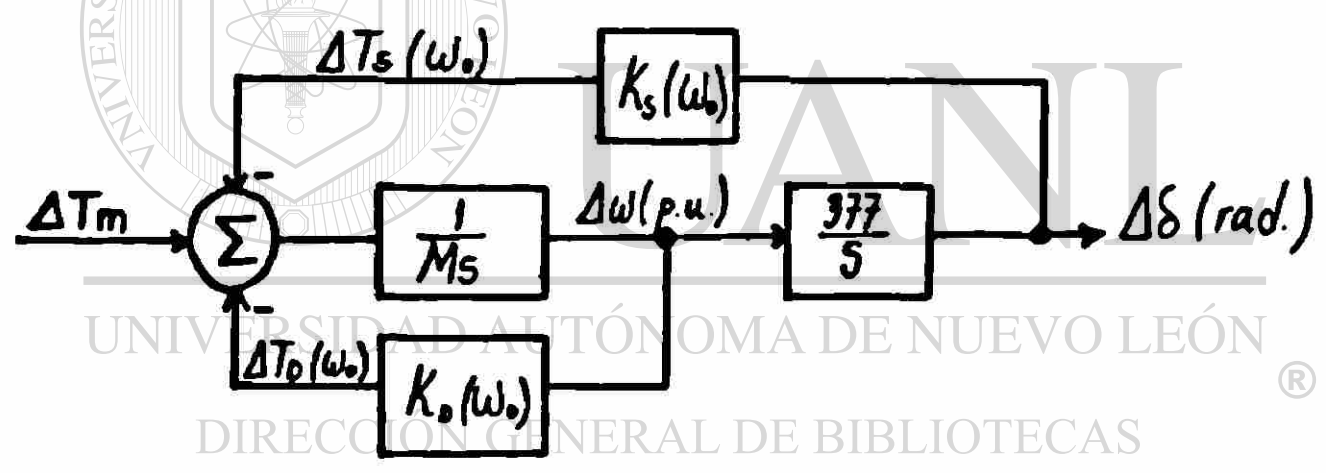 ΔTs (ω₀)
Ks(ω₀)
ΔTm
-
Σ
1
Ms
Δω(p.u.)
377
S
Δδ (rad.)
-
ΔTD(ω₀)
KD(ω₀)
UANL
UNIVERSIDAD AUTÓNOMA DE NUEVO LEÓN
®
DIRECCIÓN GENERAL DE BIBLIOTECAS